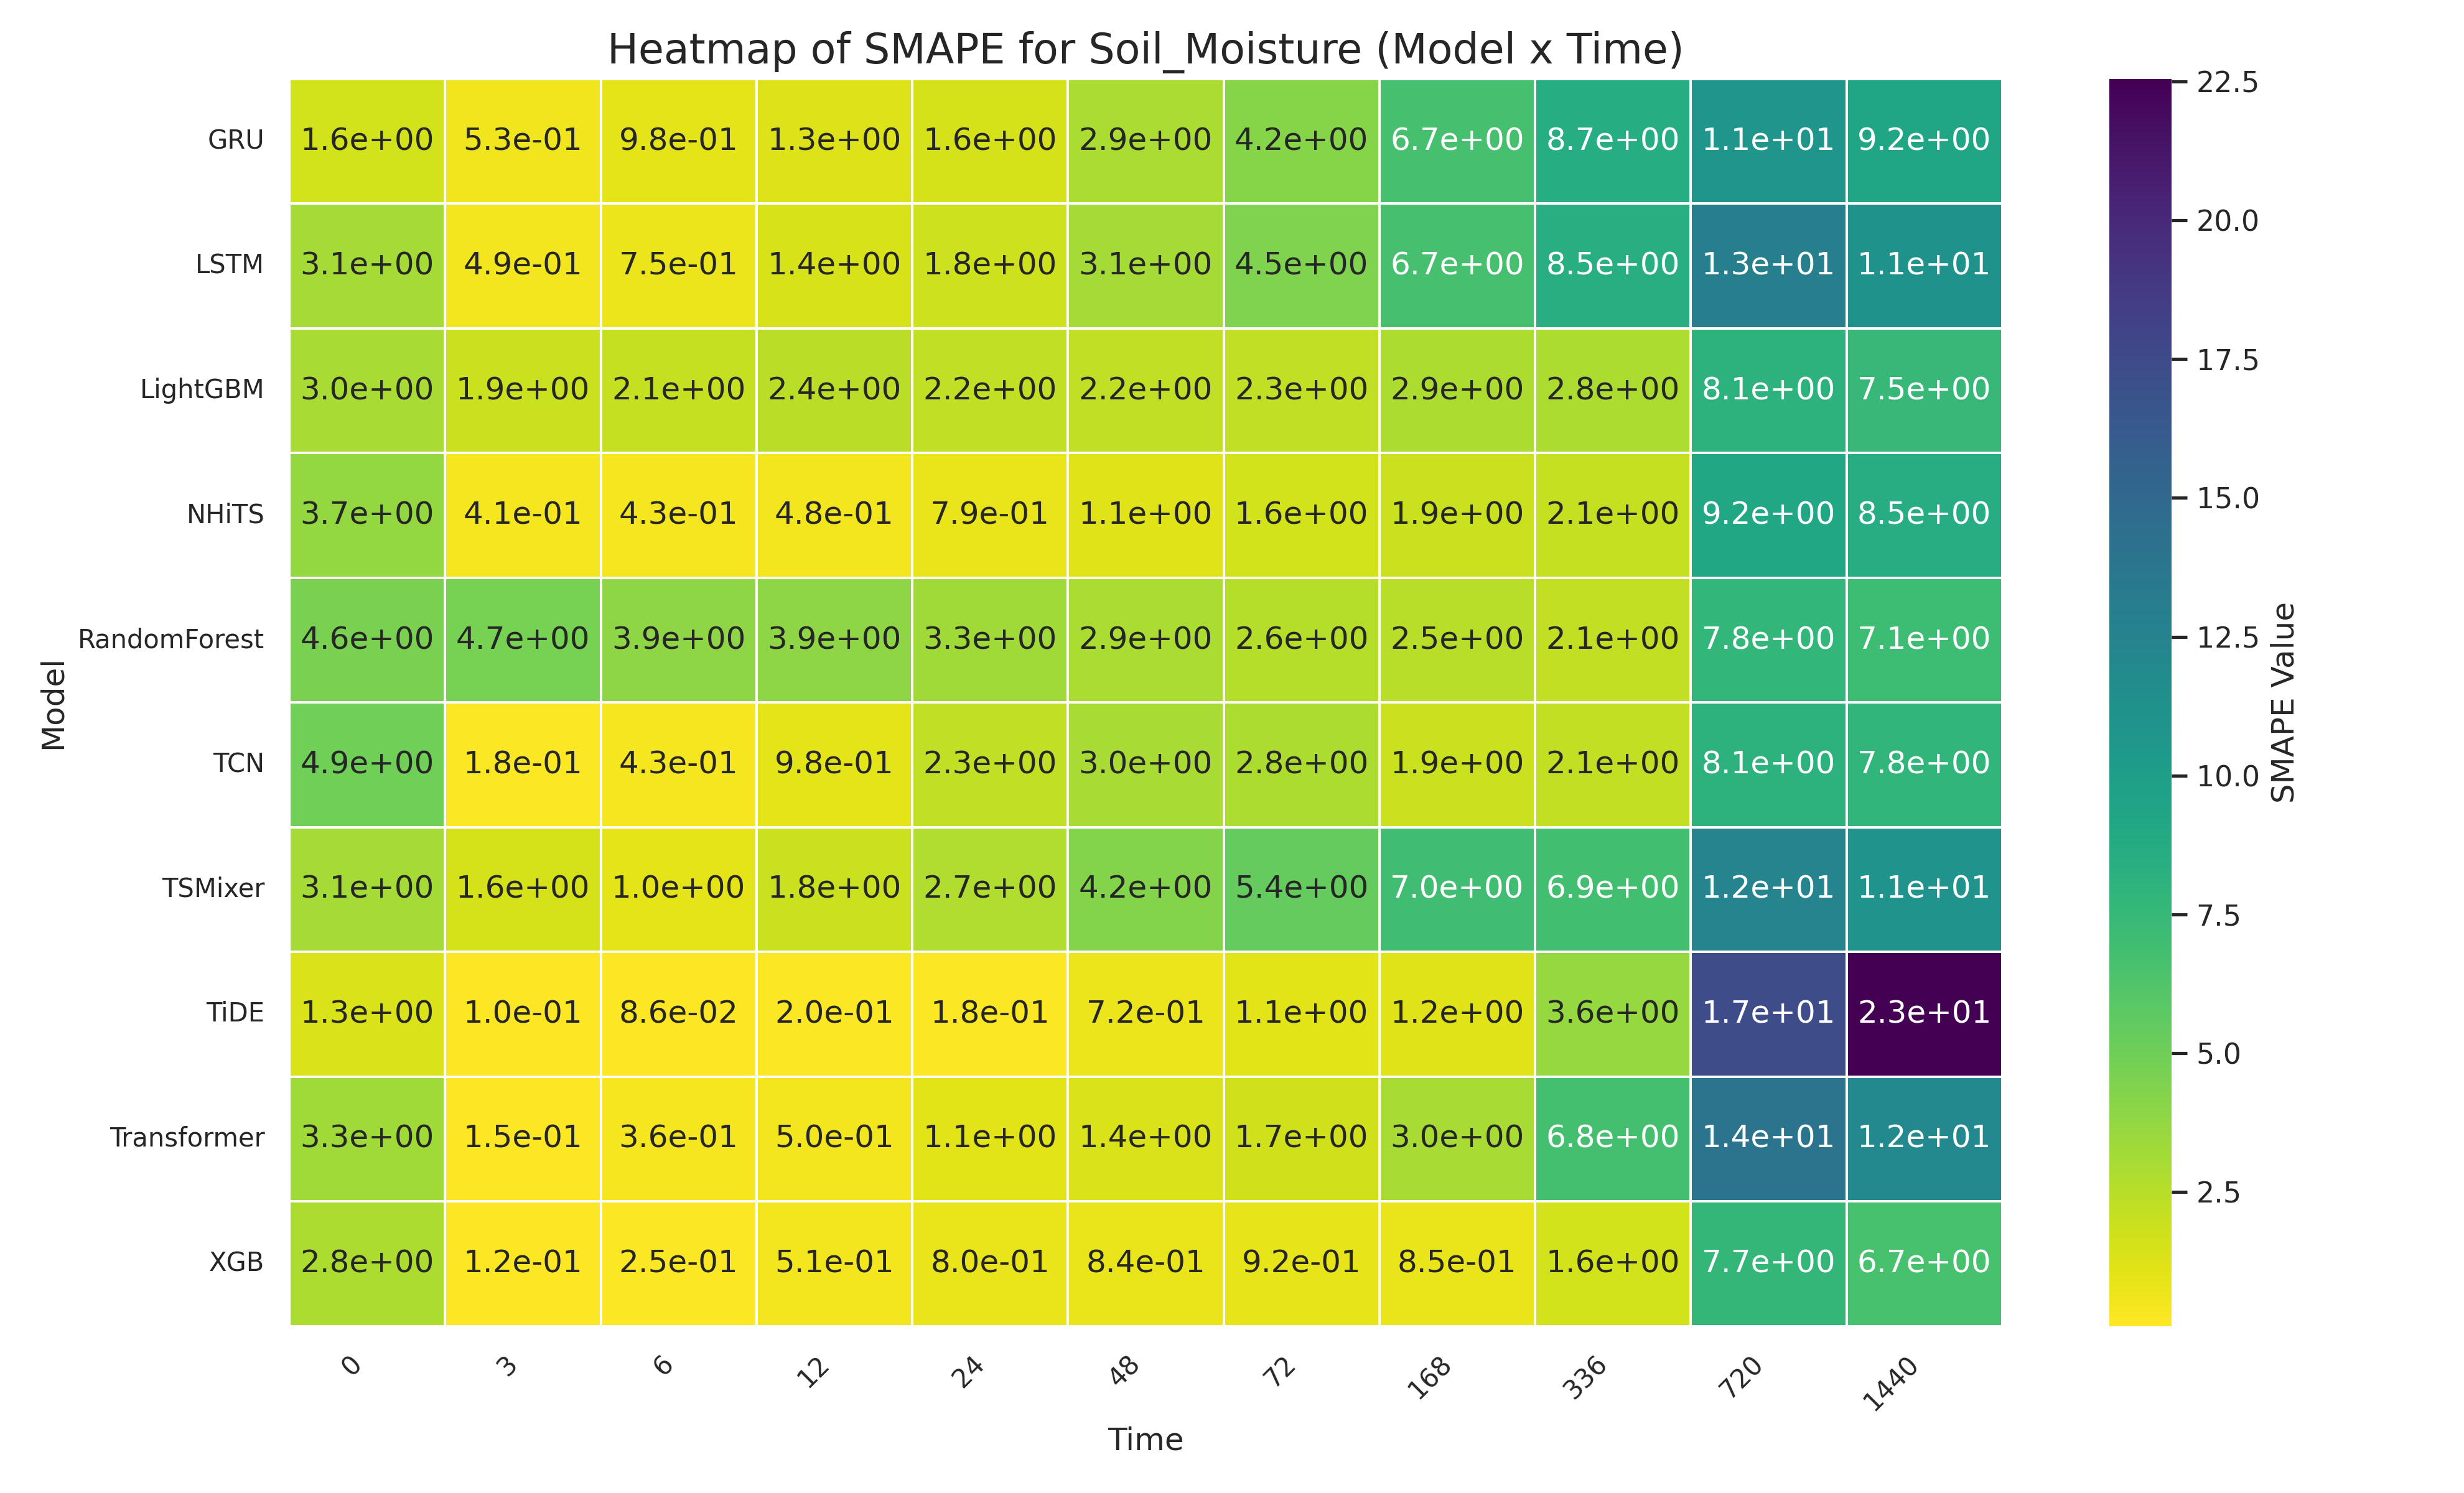 Heatmap of SMAPE for Soil_Moisture (Model x Time)
GRU 1.6e+00 5.3e-01 9.8e-01 1.3e+00 1.6e+00 2.9e+00 4.2e+00 6.7e+00 8.7e+00 1.1e+01 9.2e+00
LSTM 3.1e+00 4.9e-01 7.5e-01 1.4e+00 1.8e+00 3.1e+00 4.5e+00 6.7e+00 8.5e+00 1.3e+01 1.1e+01
LightGBM 3.0e+00 1.9e+00 2.1e+00 2.4e+00 2.2e+00 2.2e+00 2.3e+00 2.9e+00 2.8e+00 8.1e+00 7.5e+00
NHiTS 3.7e+00 4.1e-01 4.3e-01 4.8e-01 7.9e-01 1.1e+00 1.6e+00 1.9e+00 2.1e+00 9.2e+00 8.5e+00
RandomForest 4.6e+00 4.7e+00 3.9e+00 3.9e+00 3.3e+00 2.9e+00 2.6e+00 2.5e+00 2.1e+00 7.8e+00 7.1e+00
TCN 4.9e+00 1.8e-01 4.3e-01 9.8e-01 2.3e+00 3.0e+00 2.8e+00 1.9e+00 2.1e+00 8.1e+00 7.8e+00
TSMixer 3.1e+00 1.6e+00 1.0e+00 1.8e+00 2.7e+00 4.2e+00 5.4e+00 7.0e+00 6.9e+00 1.2e+01 1.1e+01
TiDE 1.3e+00 1.0e-01 8.6e-02 2.0e-01 1.8e-01 7.2e-01 1.1e+00 1.2e+00 3.6e+00 1.7e+01 2.3e+01
Transformer 3.3e+00 1.5e-01 3.6e-01 5.0e-01 1.1e+00 1.4e+00 1.7e+00 3.0e+00 6.8e+00 1.4e+01 1.2e+01
XGB 2.8e+00 1.2e-01 2.5e-01 5.1e-01 8.0e-01 8.4e-01 9.2e-01 8.5e-01 1.6e+00 7.7e+00 6.7e+00
0 3 6 12 24 48 72 168 336 720 1440
Time
Model
22.5
20.0
17.5
15.0
12.5
10.0
7.5
5.0
2.5
SMAPE Value